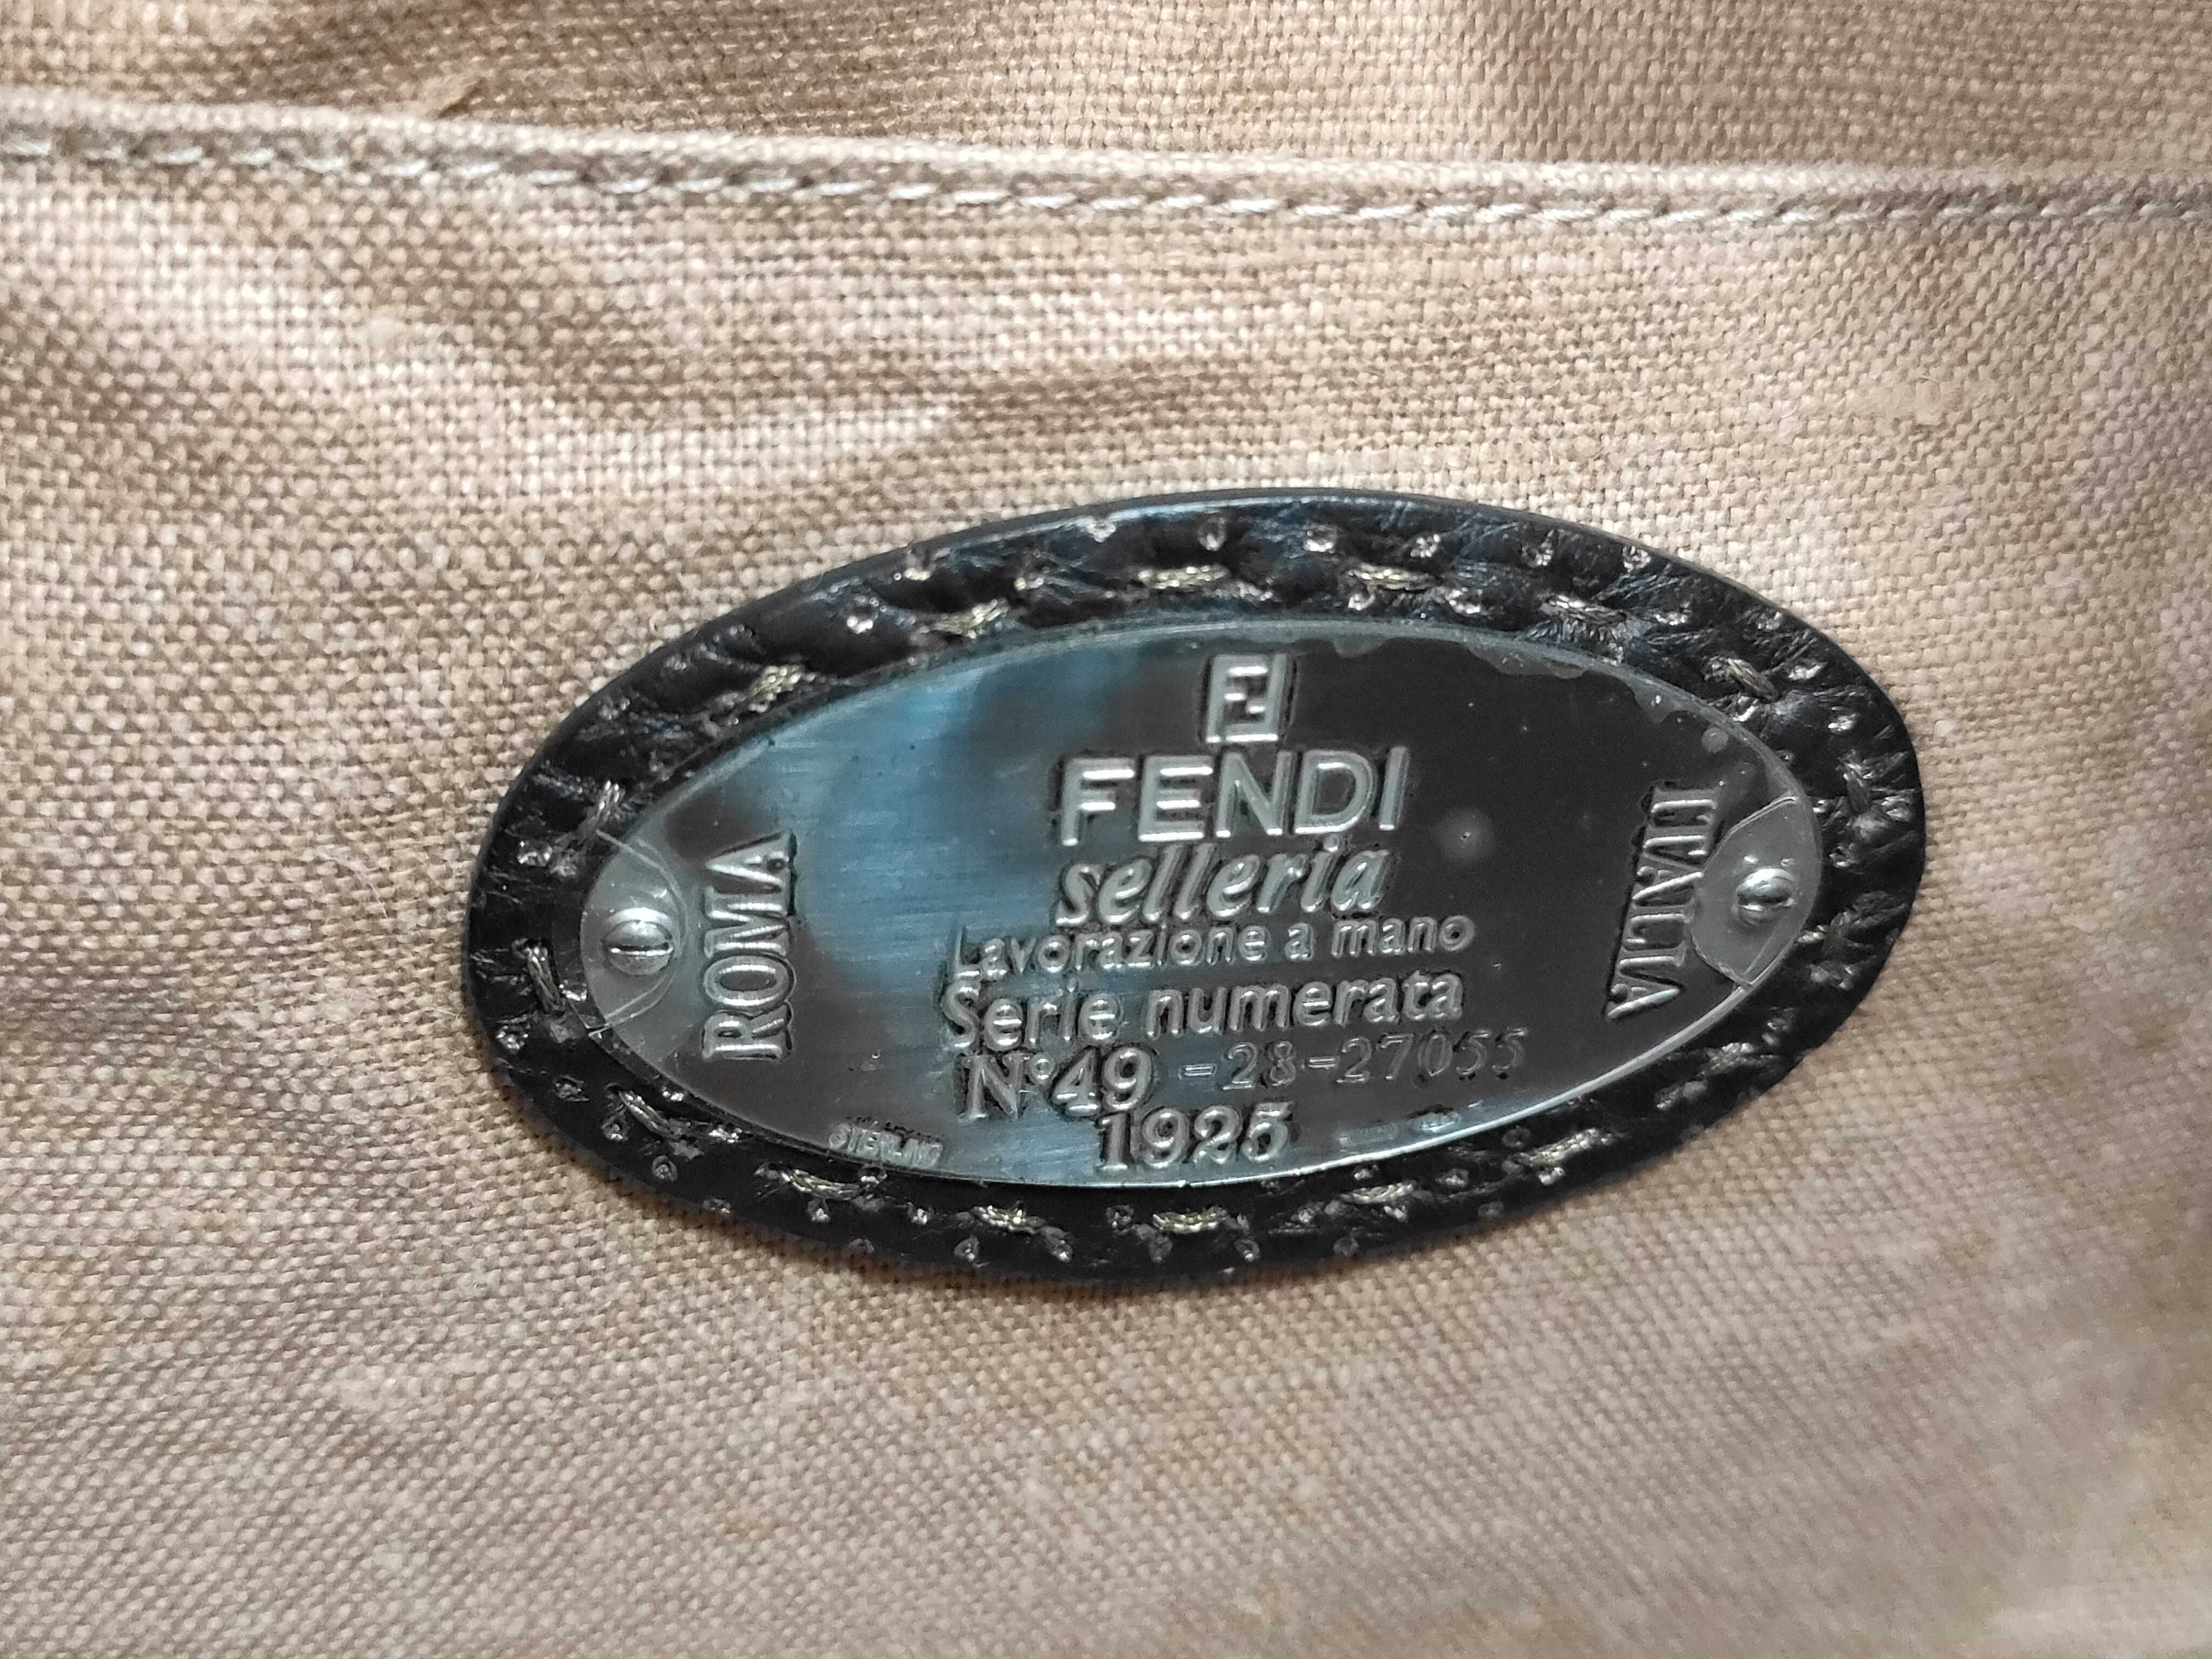 FENDI
selleria
Lavorazione a mano
Serie numerata
N°49 -28-27055
1925
ROMA
ITALIA
STERLING